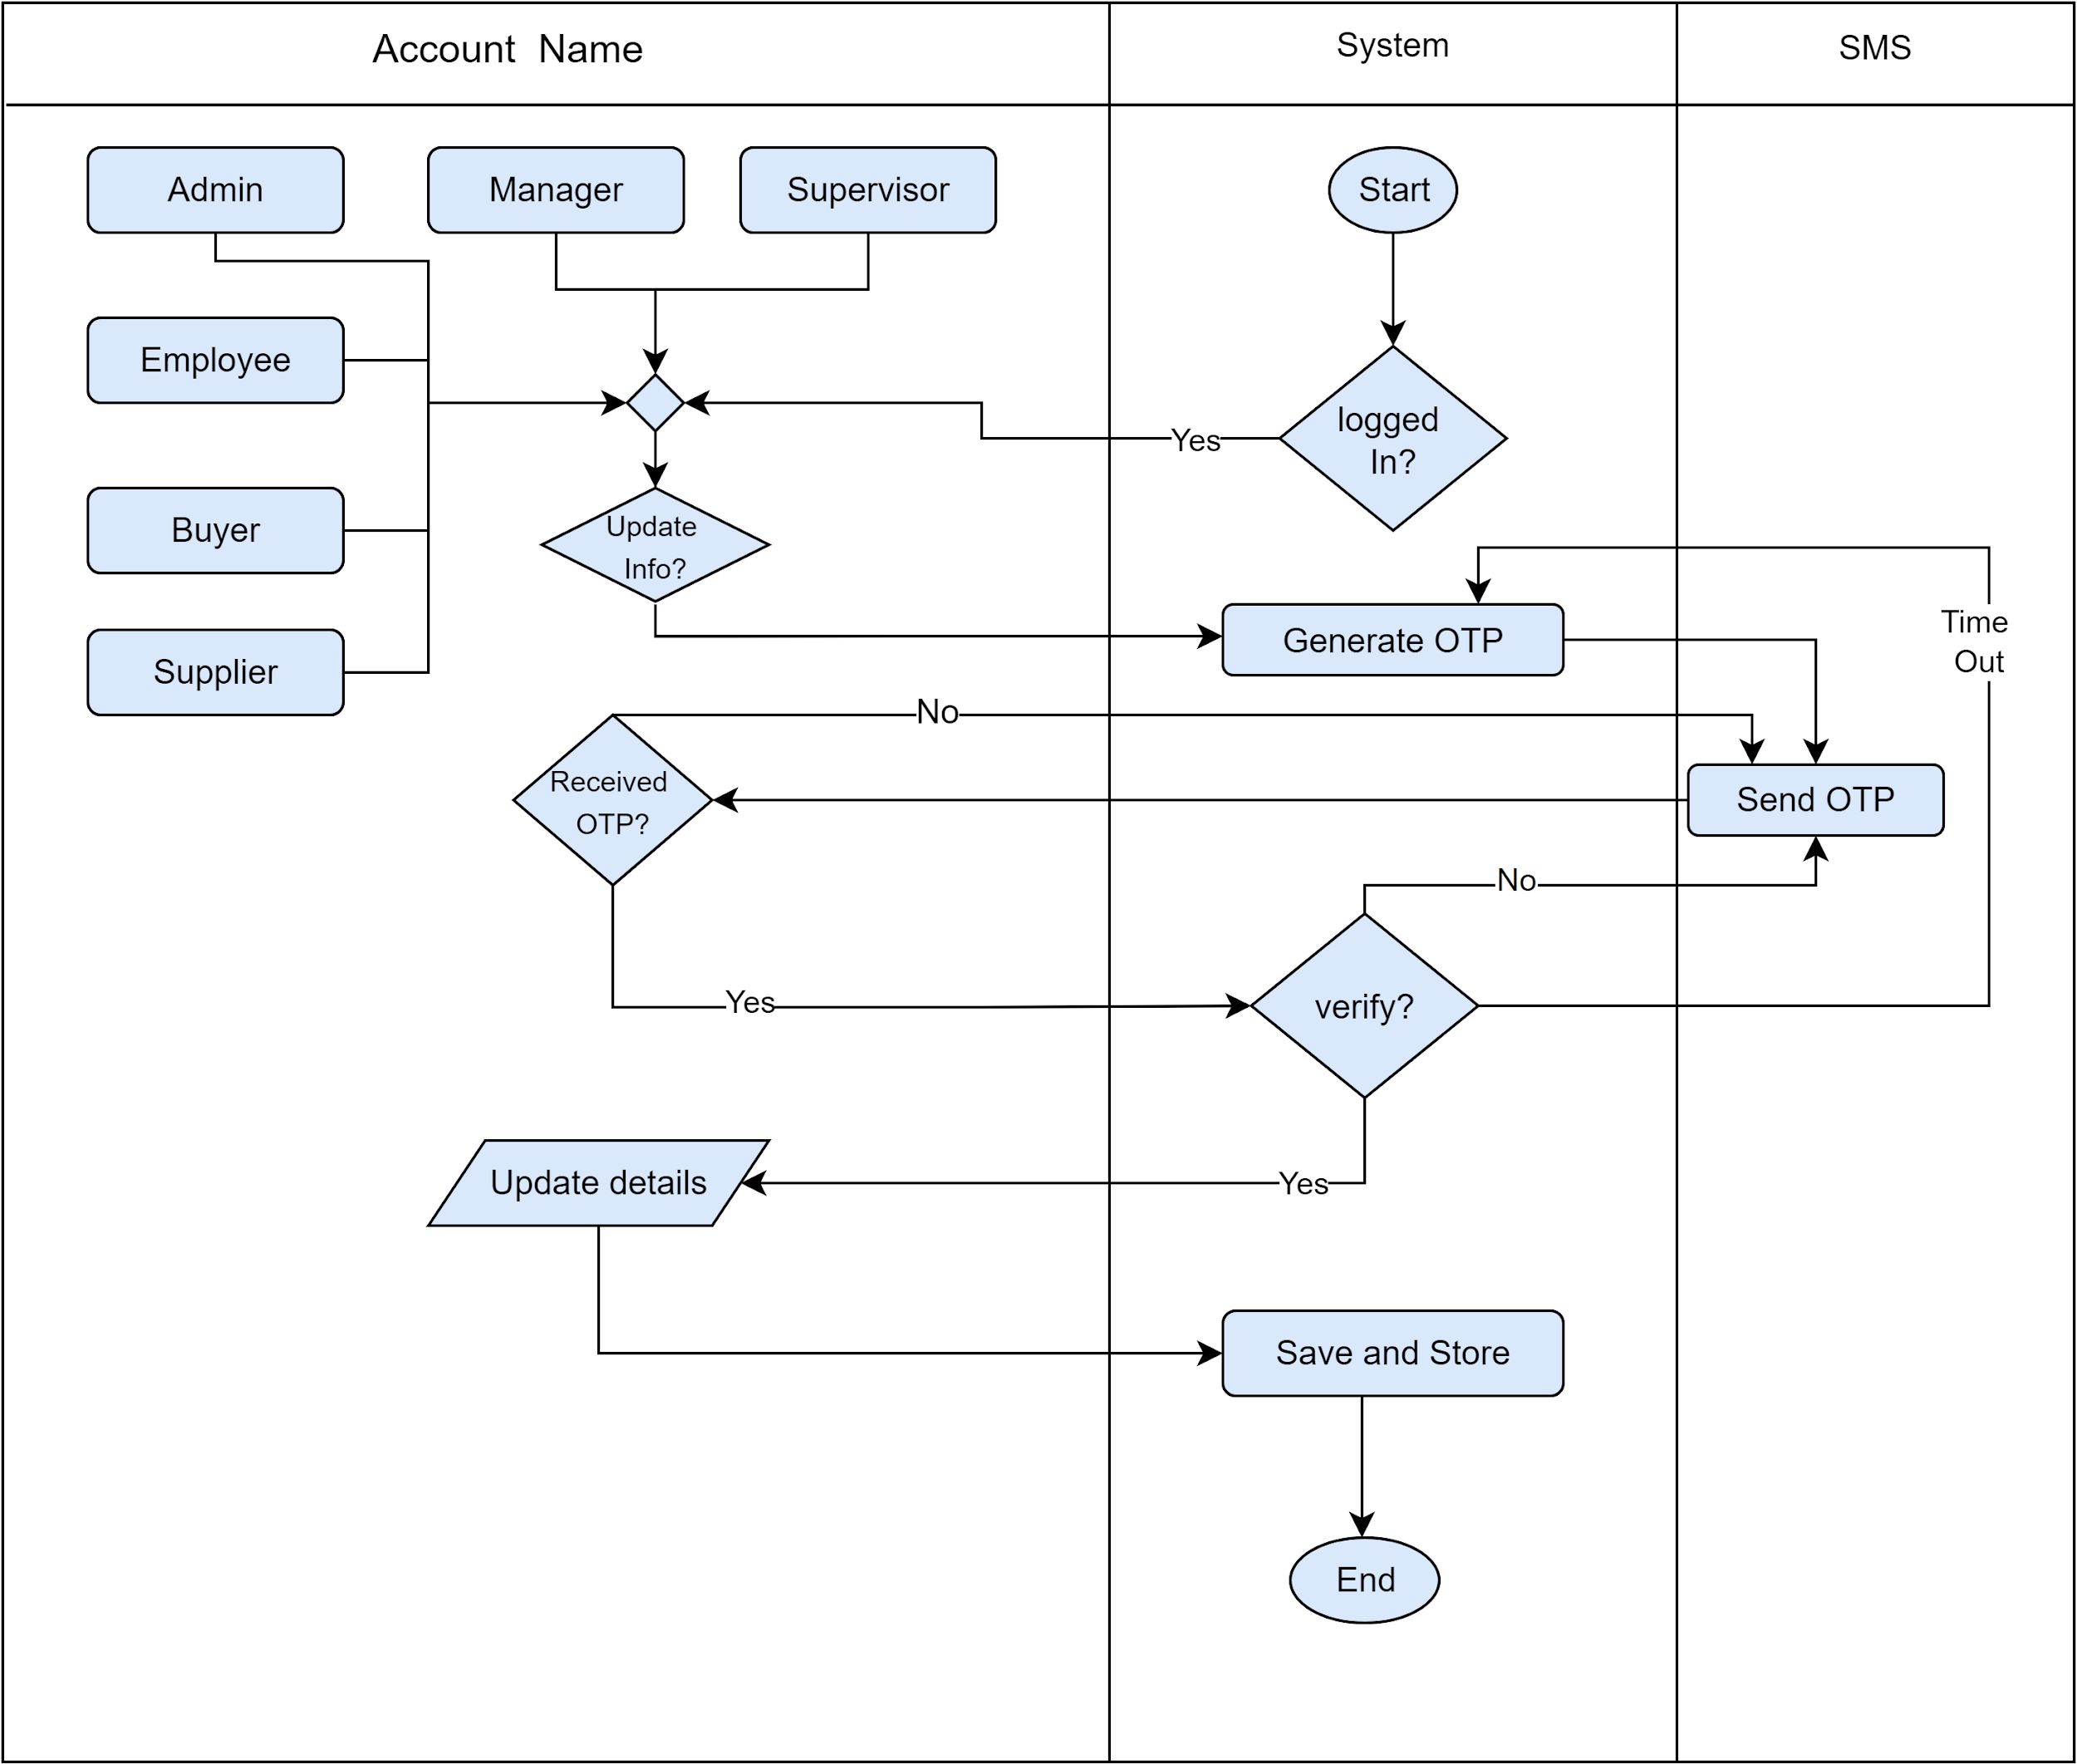 Account  Name
System
SMS
Admin
Manager
Supervisor
Start
Employee
logged
In?
Yes
Buyer
Update
Info?
Generate OTP
Time
Out
Supplier
No
Received
OTP?
Send OTP
No
Yes
verify?
Update details
Yes
Save and Store
End